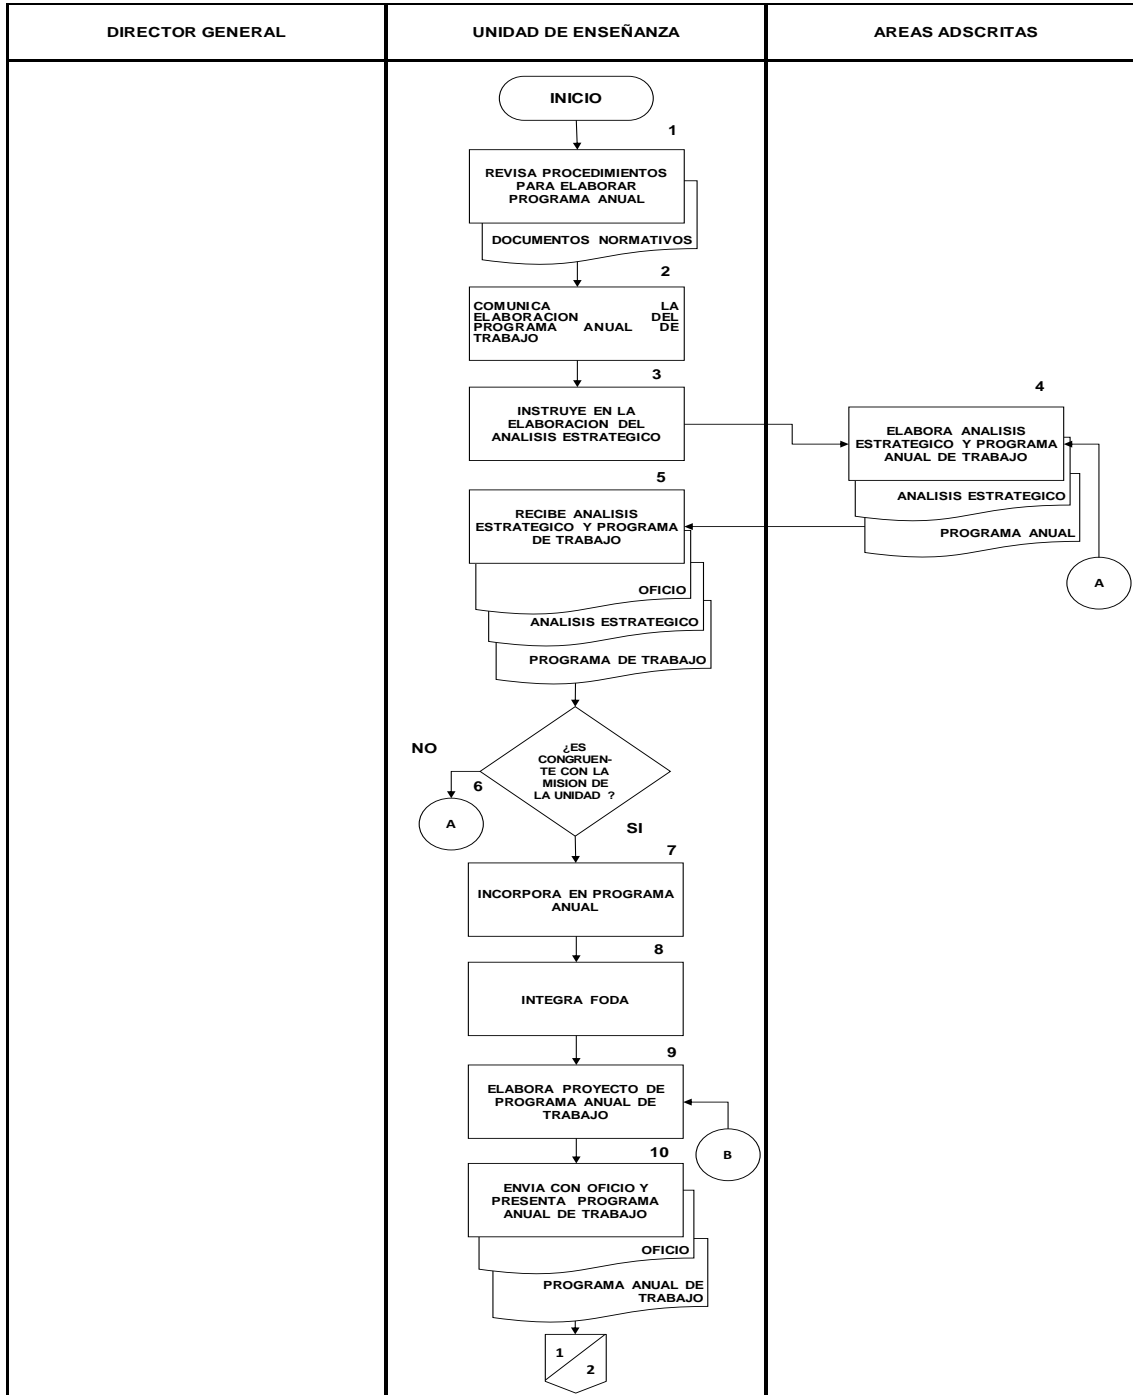 DIRECTOR GENERAL
UNIDAD DE ENSEÑANZA
AREAS ADSCRITAS
INICIO
1
REVISA PROCEDIMIENTOS
PARA ELABORAR
PROGRAMA ANUAL
DOCUMENTOS NORMATIVOS
2
COMUNICA LA
ELABORACION DEL
PROGRAMA ANUAL DE
TRABAJO
3
INSTRUYE EN LA
ELABORACION DEL
ANALISIS ESTRATEGICO
4
ELABORA ANALISIS
ESTRATEGICO Y PROGRAMA
ANUAL DE TRABAJO
ANALISIS ESTRATEGICO
PROGRAMA ANUAL
A
5
RECIBE ANALISIS
ESTRATEGICO Y PROGRAMA
DE TRABAJO
OFICIO
ANALISIS ESTRATEGICO
PROGRAMA DE TRABAJO
¿ES
CONGRUEN-
TE CON LA
MISION DE
LA UNIDAD ?
NO
6
A
SI
7
INCORPORA EN PROGRAMA
ANUAL
8
INTEGRA FODA
9
ELABORA PROYECTO DE
PROGRAMA ANUAL DE
TRABAJO
B
10
ENVIA CON OFICIO Y
PRESENTA PROGRAMA
ANUAL DE TRABAJO
OFICIO
PROGRAMA ANUAL DE
TRABAJO
1
2